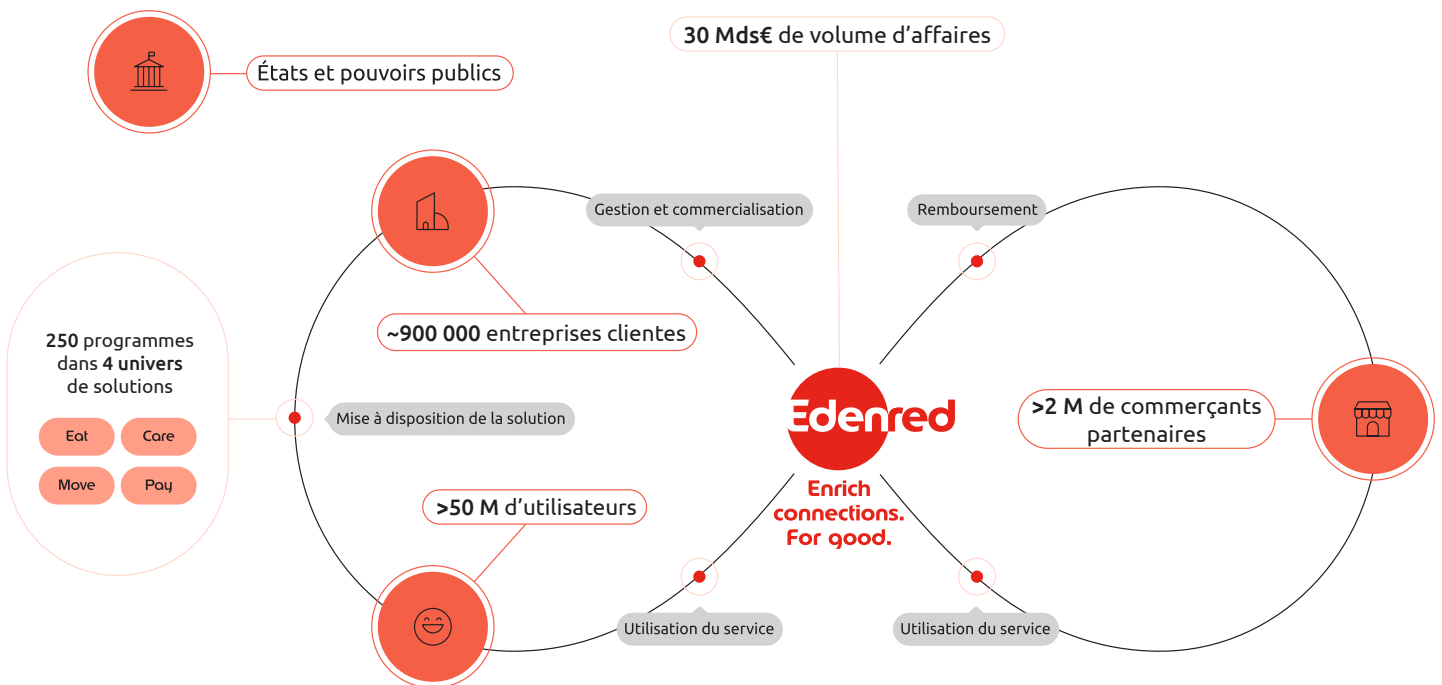 30 Mds€ de volume d’affaires
États et pouvoirs publics
Gestion et commercialisation
Remboursement
~900 000 entreprises clientes
250 programmes
dans 4 univers
de solutions
Eat
Care
Move
Pay
Mise à disposition de la solution
Edenred
Enrich
connections.
For good.
>2 M de commerçants
partenaires
>50 M d’utilisateurs
Utilisation du service
Utilisation du service